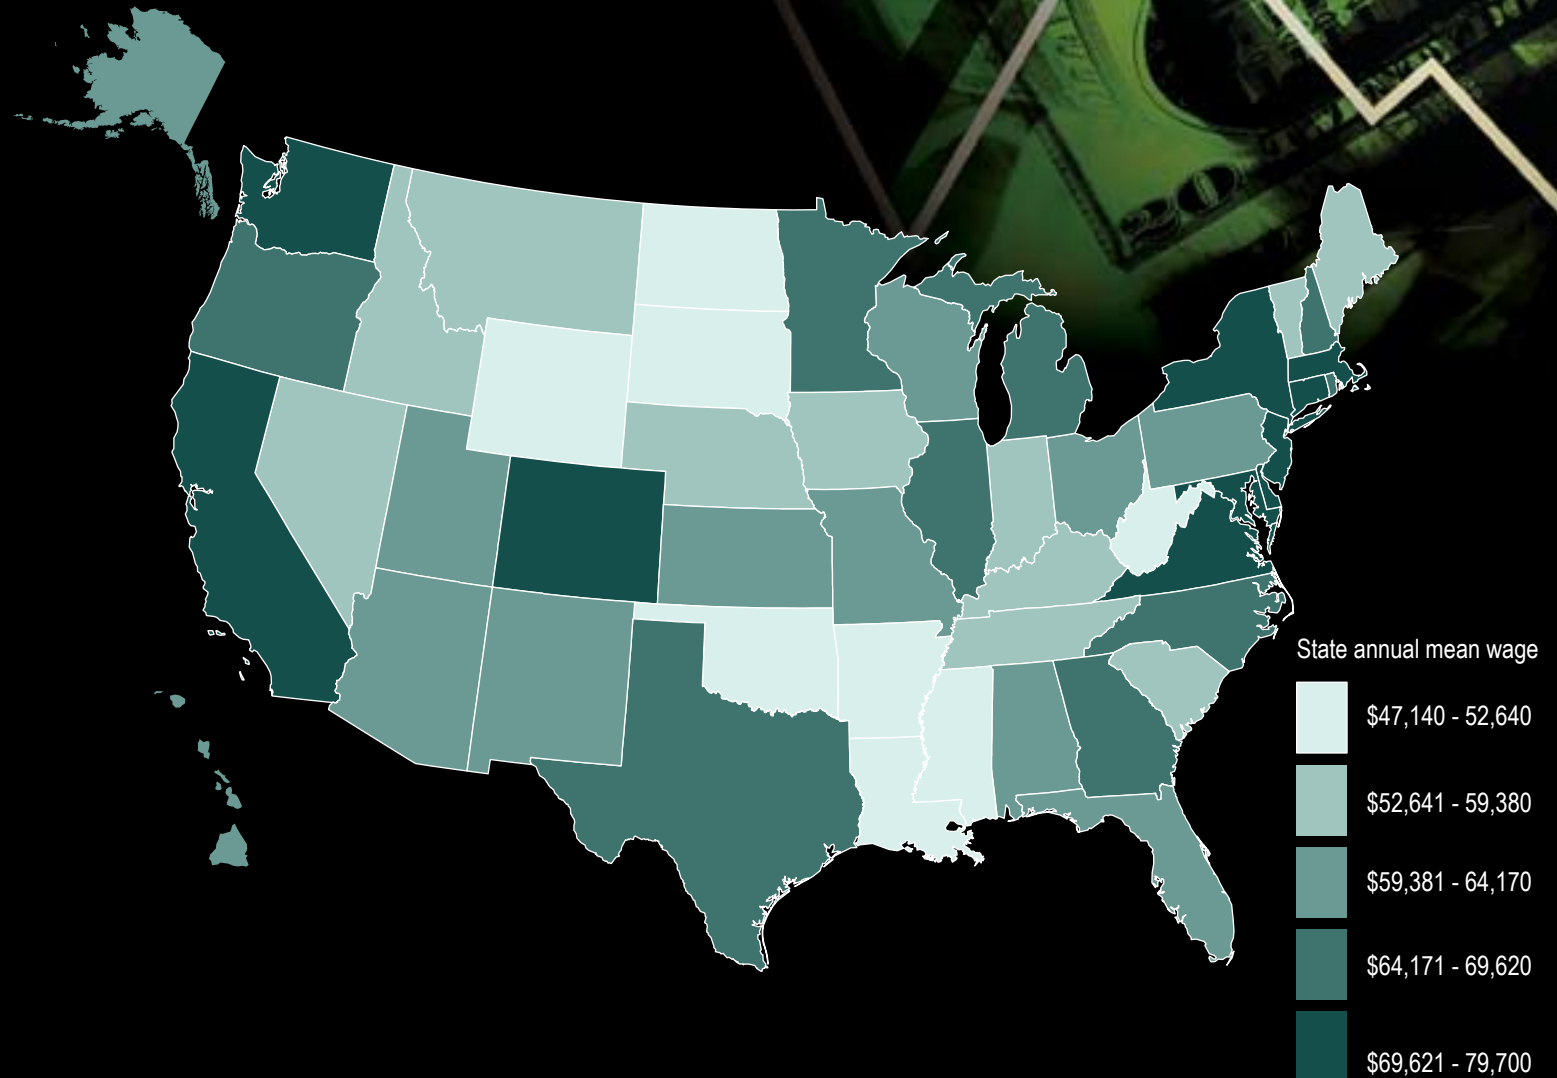 20
State annual mean wage
$47,140 - 52,640
$52,641 - 59,380
$59,381 - 64,170
$64,171 - 69,620
$69,621 - 79,700